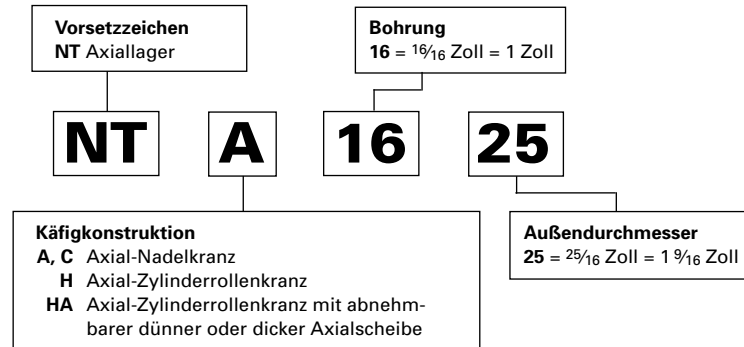 Vorsetzzeichen
NT Axiallager
Bohrung
16 = 16/16 Zoll = 1 Zoll
NT A 16 25
Käfigkonstruktion
A, C Axial-Nadelkranz
H Axial-Zylinderrollenkranz
HA Axial-Zylinderrollenkranz mit abnehm-
barer dünner oder dicker Axialscheibe
Außendurchmesser
25 = 25/16 Zoll = 1 9/16 Zoll